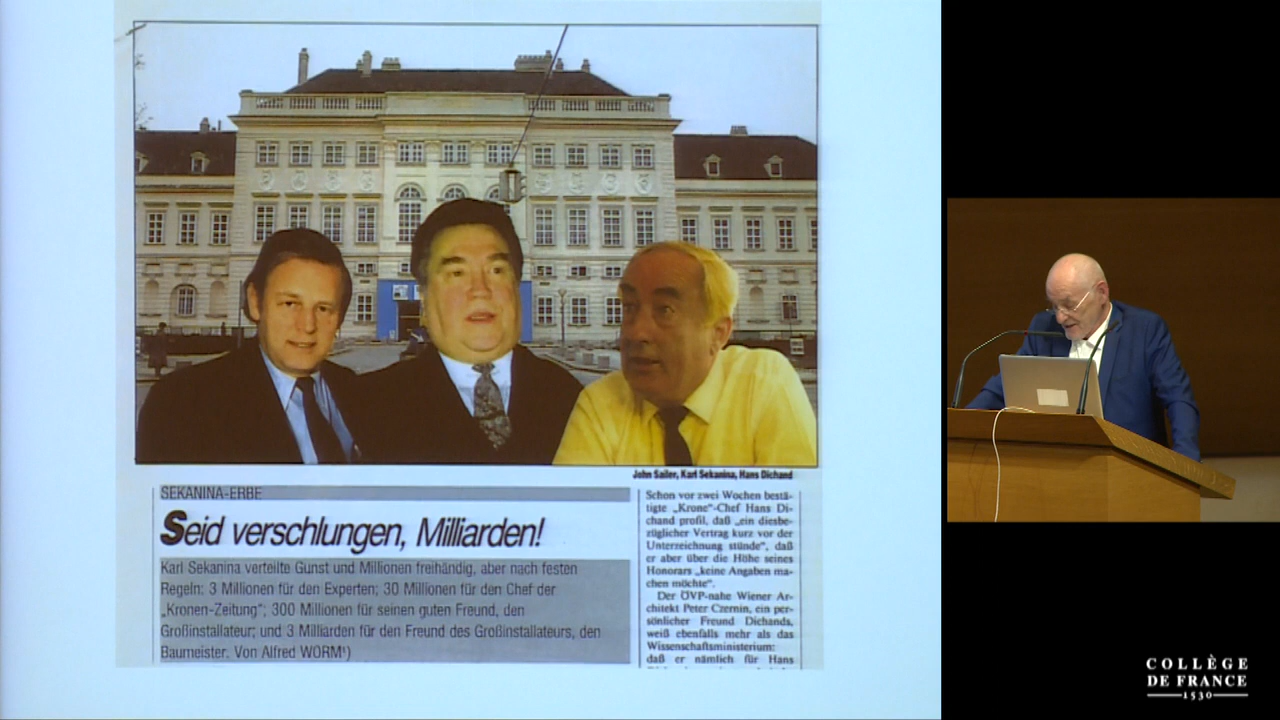 John Sailer, Karl Sekanina, Hans Dichand
SEKANINA-ERBE
Seid verschlungen, Milliarden!
Karl Sekanina verteilte Gunst und Millionen freihändig, aber nach festen
Regeln: 3 Millionen für den Experten; 30 Millionen für den Chef der
„Kronen-Zeitung“; 300 Millionen für seinen guten Freund, den
Großinstallateur; und 3 Milliarden für den Freund des Großinstallateurs, den
Baumeister. Von Alfred WORM¹)
Schon vor zwei Wochen bestä-
tigte „Krone“-Chef Hans Di-
chand profil, daß „ein diesbe-
züglicher Vertrag kurz vor der
Unterzeichnung stünde“, daß
er aber über die Höhe seines
Honorars „keine Angaben ma-
chen möchte“.
Der ÖVP-nahe Wiener Ar-
chitekt Peter Czernin, ein per-
sönlicher Freund Dichands,
weiß ebenfalls mehr als das
Wissenschaftsministerium:
daß er nämlich für Hans
COLLÈGE
DE FRANCE
1530